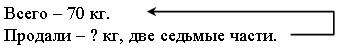 Всего – 70 кг.
Продали – ? кг, две седьмые части.